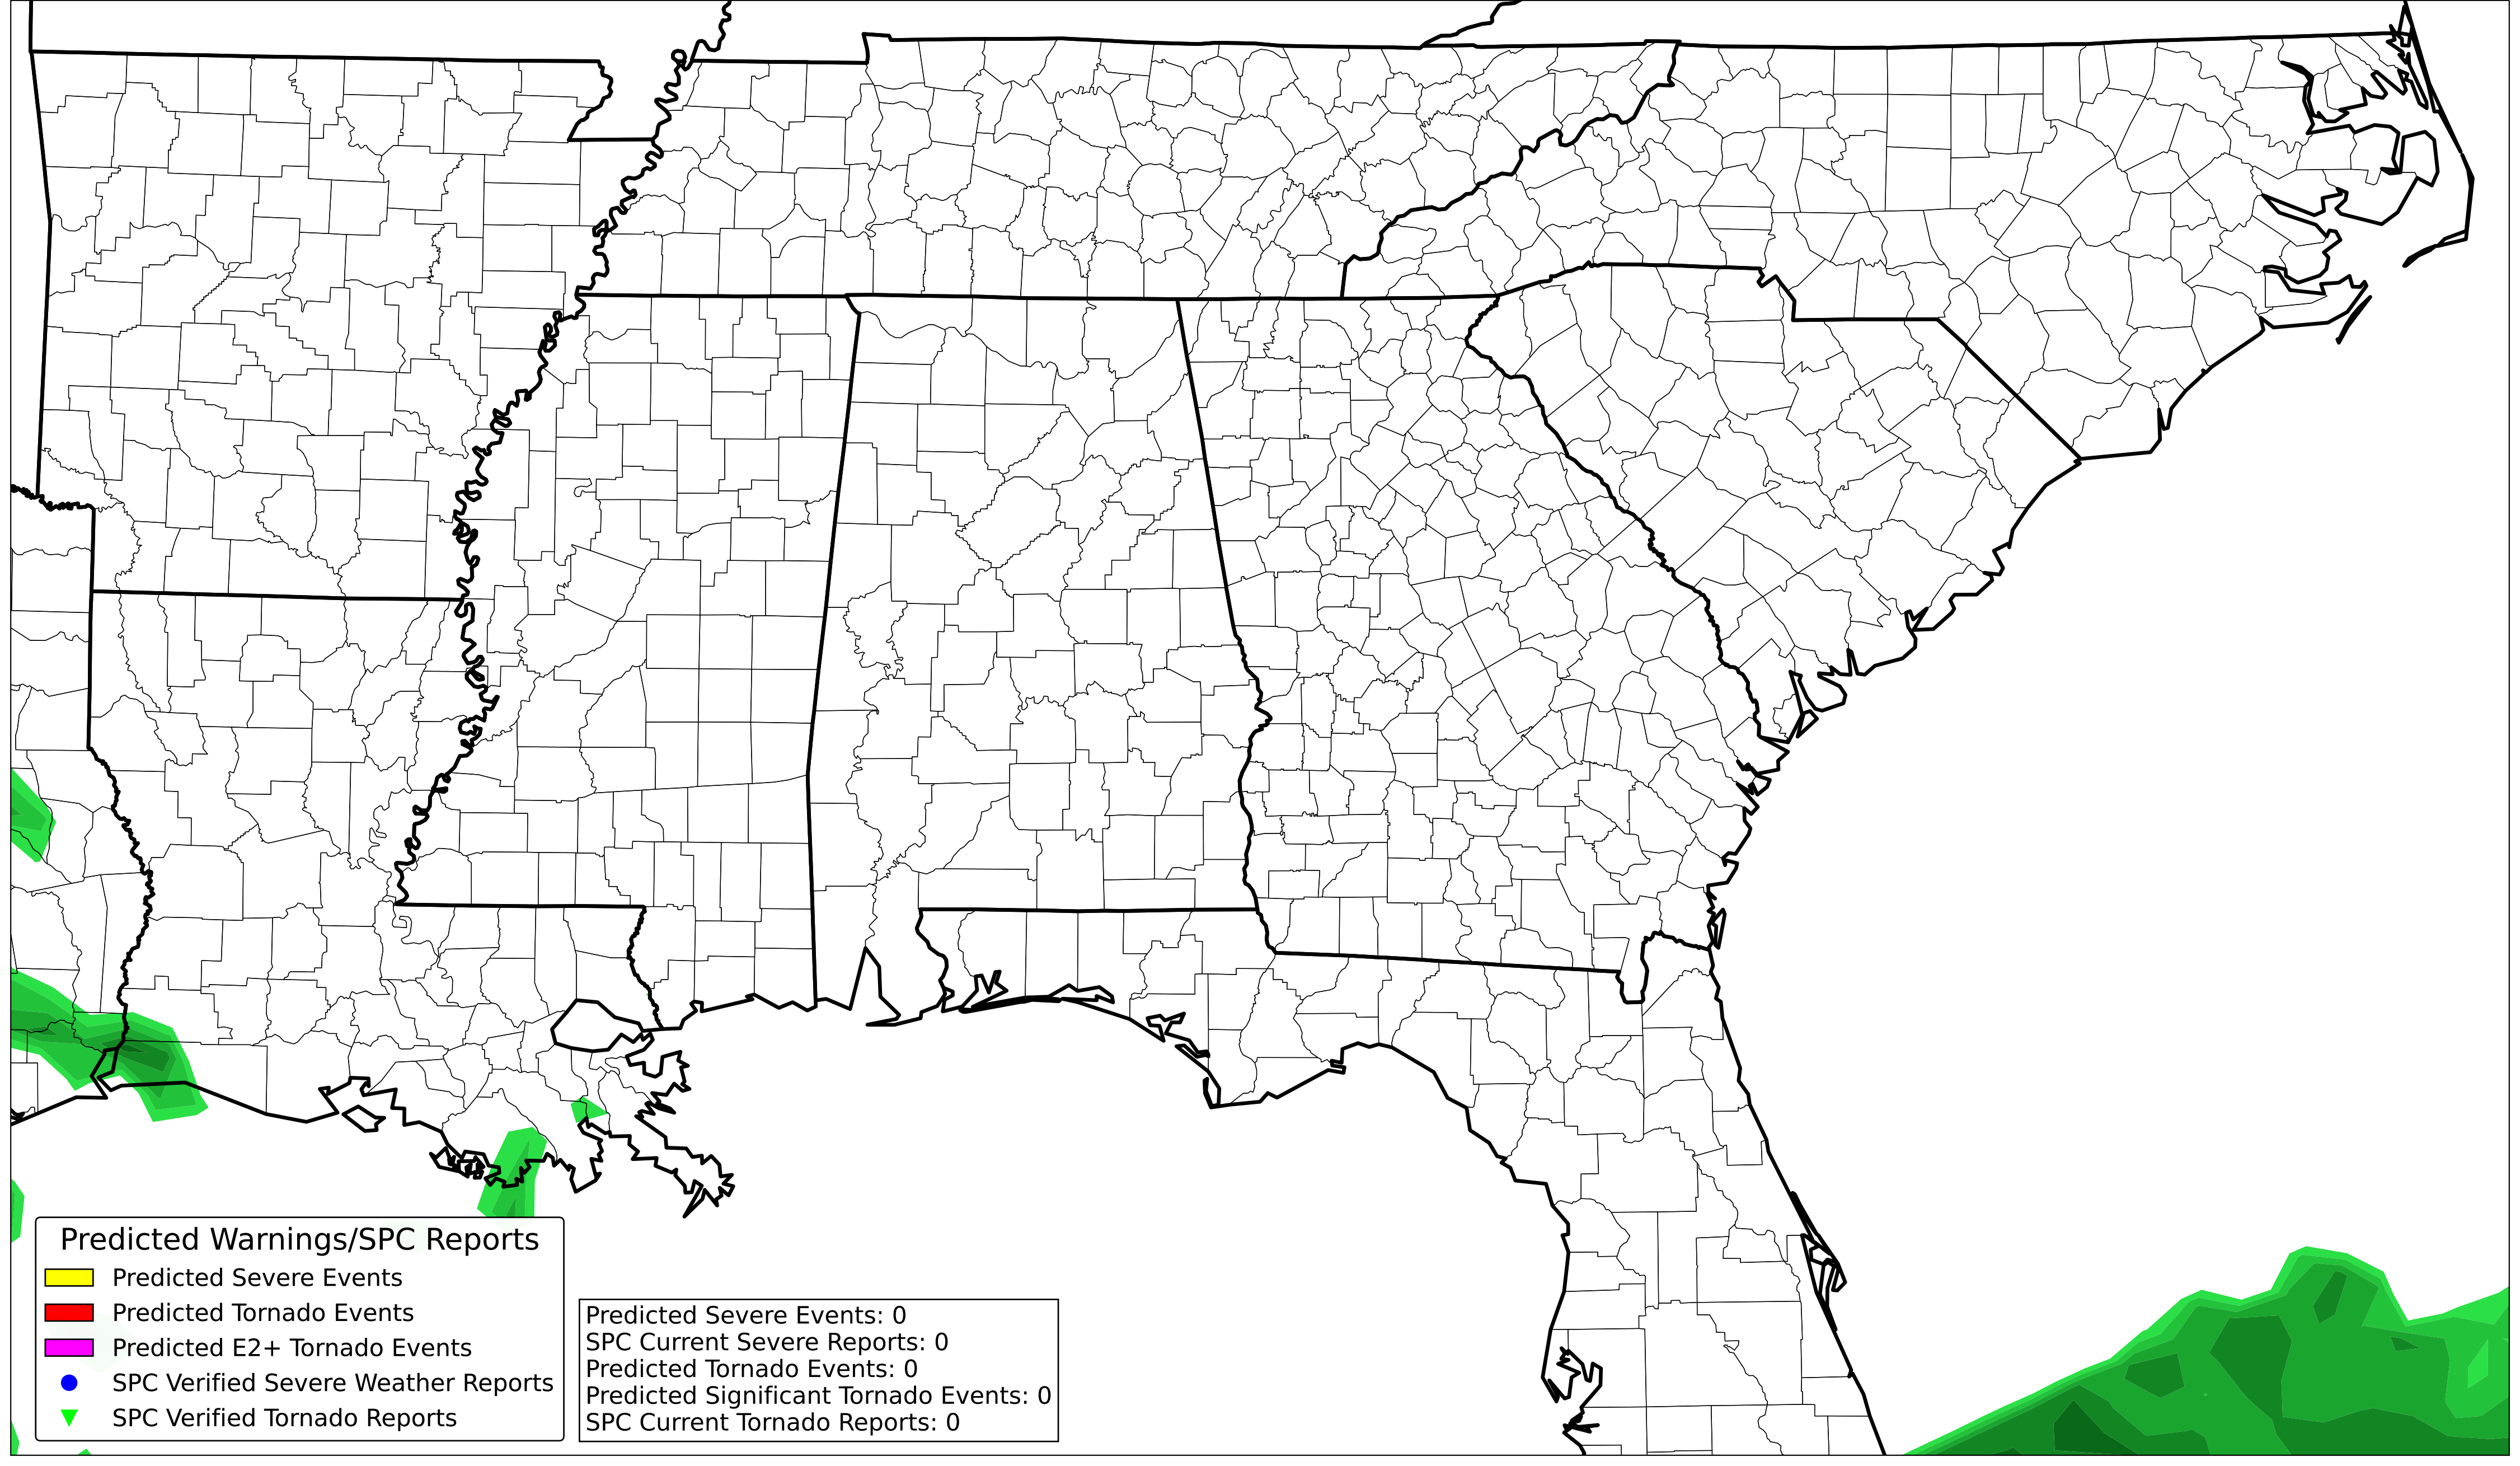 Predicted Warnings/SPC Reports
Predicted Severe Events
Predicted Tornado Events
Predicted E2+ Tornado Events
SPC Verified Severe Weather Reports
SPC Verified Tornado Reports
Predicted Severe Events: 0
SPC Current Severe Reports: 0
Predicted Tornado Events: 0
Predicted Significant Tornado Events: 0
SPC Current Tornado Reports: 0